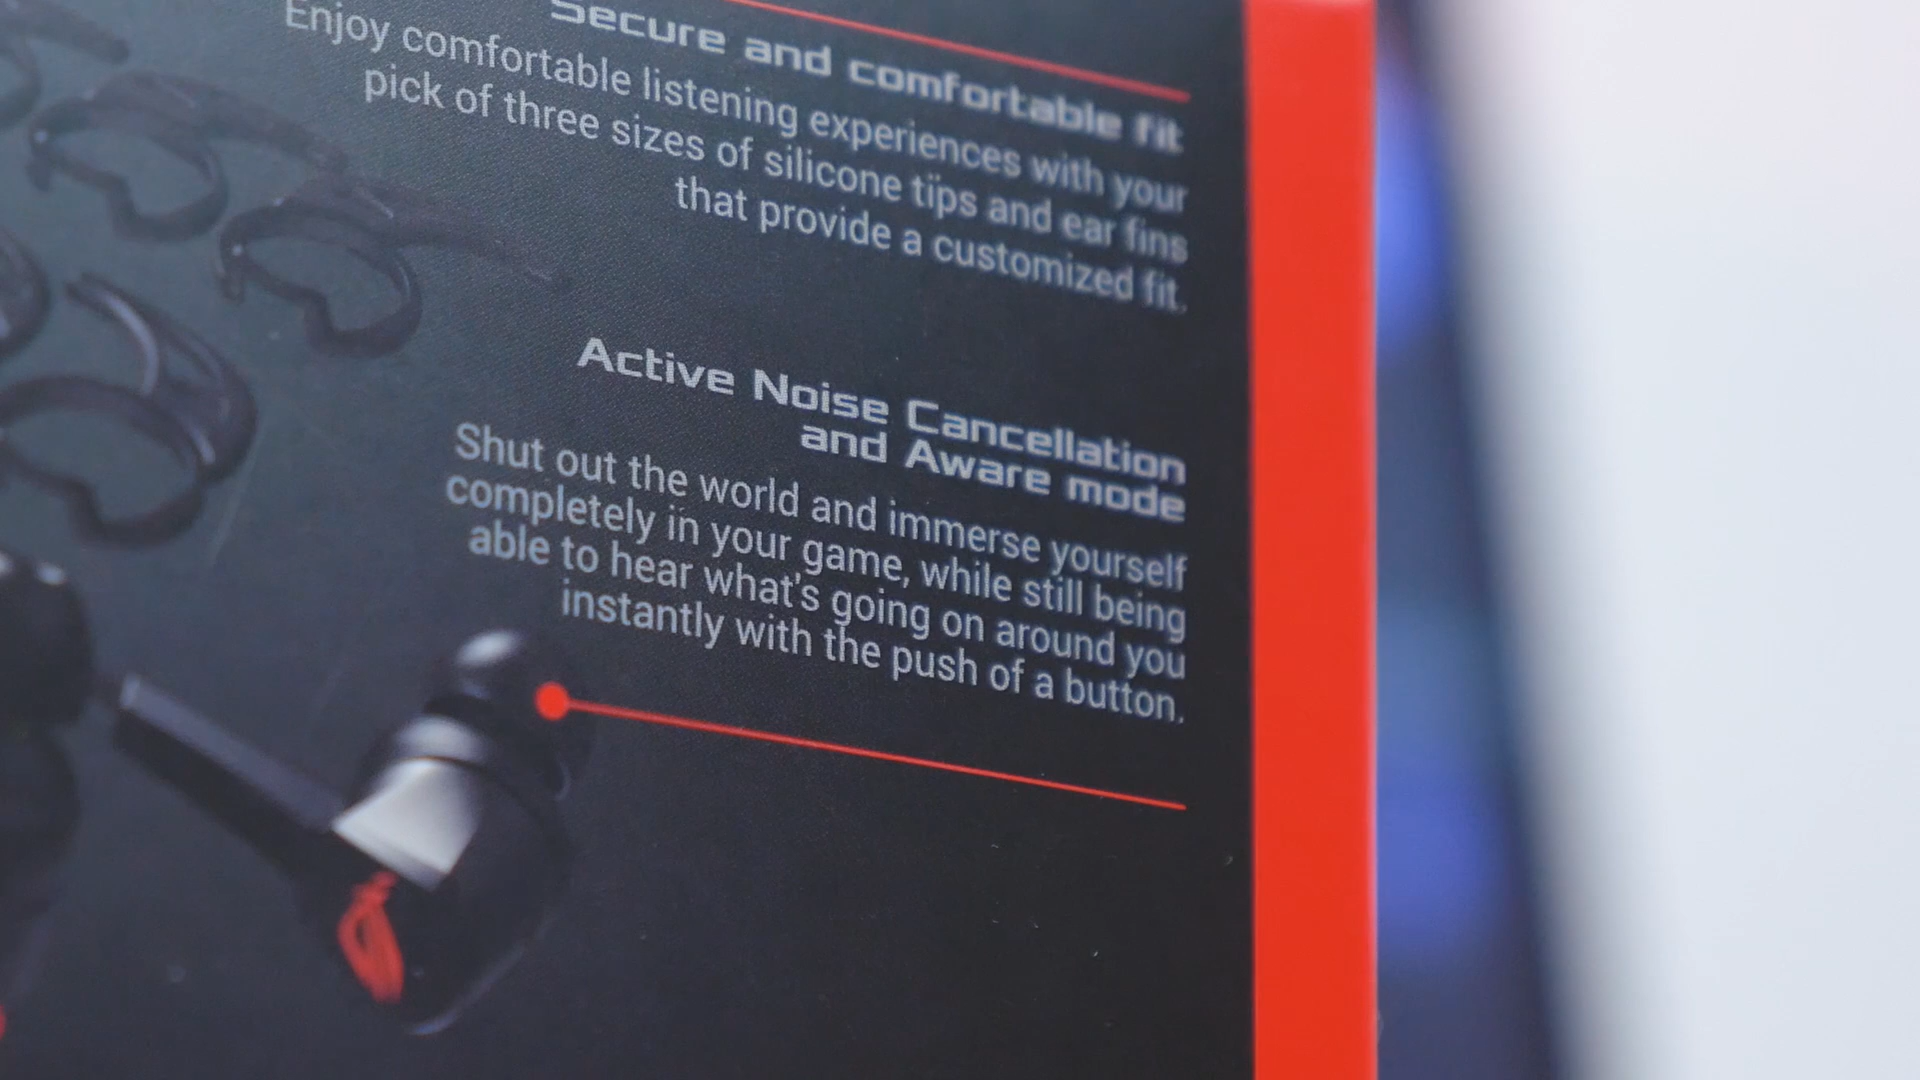 Secure and comfortable fit
Enjoy comfortable listening experiences with your
pick of three sizes of silicone tips and ear fins
that provide a customized fit.
Active Noise Cancellation
and Aware mode
Shut out the world and immerse yourself
completely in your game, while still being
able to hear what's going on around you
instantly with the push of a button.